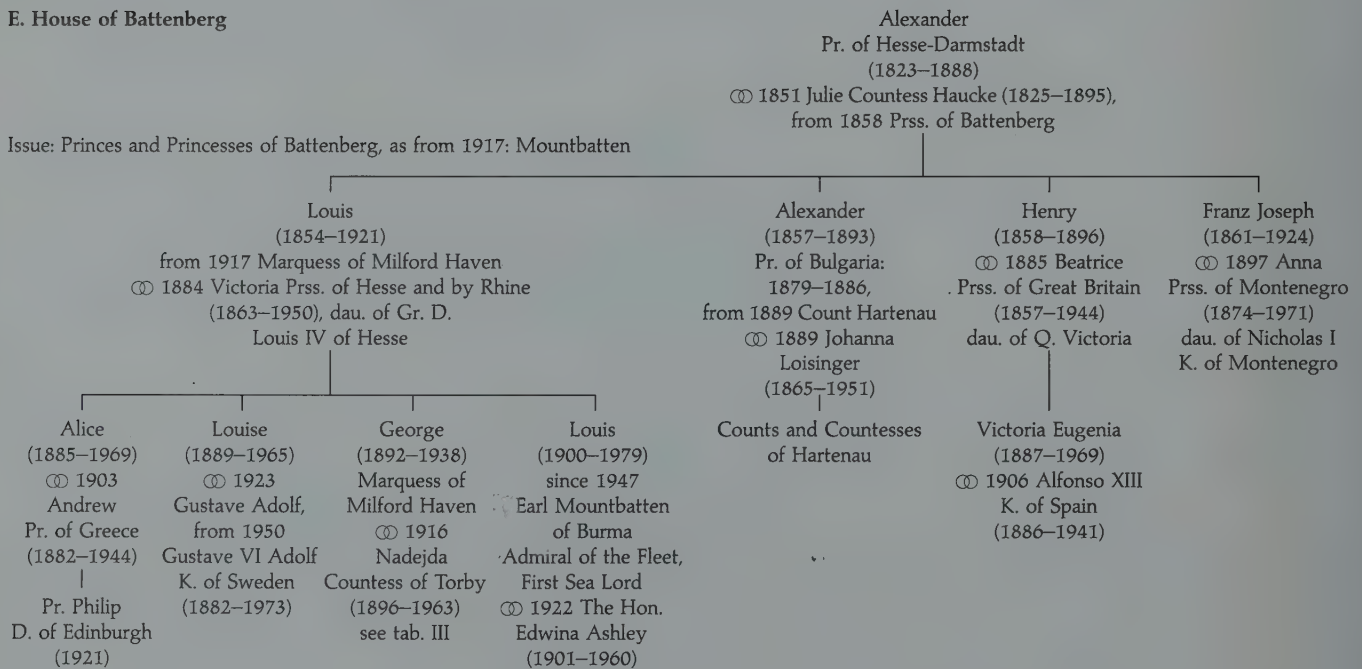 E. House of Battenberg
Alexander
Pr. of Hesse-Darmstadt
(1823–1888)
⚭ 1851 Julie Countess Haucke (1825–1895),
from 1858 Prss. of Battenberg
Issue: Princes and Princesses of Battenberg, as from 1917: Mountbatten
Louis
(1854–1921)
from 1917 Marquess of Milford Haven
⚭ 1884 Victoria Prss. of Hesse and by Rhine
(1863–1950), dau. of Gr. D.
Louis IV of Hesse
Alexander
(1857–1893)
Pr. of Bulgaria:
1879–1886,
from 1889 Count Hartenau
⚭ 1889 Johanna
Loisinger
(1865–1951)
Henry
(1858–1896)
⚭ 1885 Beatrice
Prss. of Great Britain
(1857–1944)
dau. of Q. Victoria
Franz Joseph
(1861–1924)
⚭ 1897 Anna
Prss. of Montenegro
(1874–1971)
dau. of Nicholas I
K. of Montenegro
Alice
(1885–1969)
⚭ 1903
Andrew
Pr. of Greece
(1882–1944)
Pr. Philip
D. of Edinburgh
(1921)
Louise
(1889–1965)
⚭ 1923
Gustave Adolf,
from 1950
Gustave VI Adolf
K. of Sweden
(1882–1973)
George
(1892–1938)
Marquess of
Milford Haven
⚭ 1916
Nadejda
Countess of Torby
(1896–1963)
see tab. III
Louis
(1900–1979)
since 1947
Earl Mountbatten
of Burma
Admiral of the Fleet,
First Sea Lord
⚭ 1922 The Hon.
Edwina Ashley
(1901–1960)
Counts and Countesses
of Hartenau
Victoria Eugenia
(1887–1969)
⚭ 1906 Alfonso XIII
K. of Spain
(1886–1941)